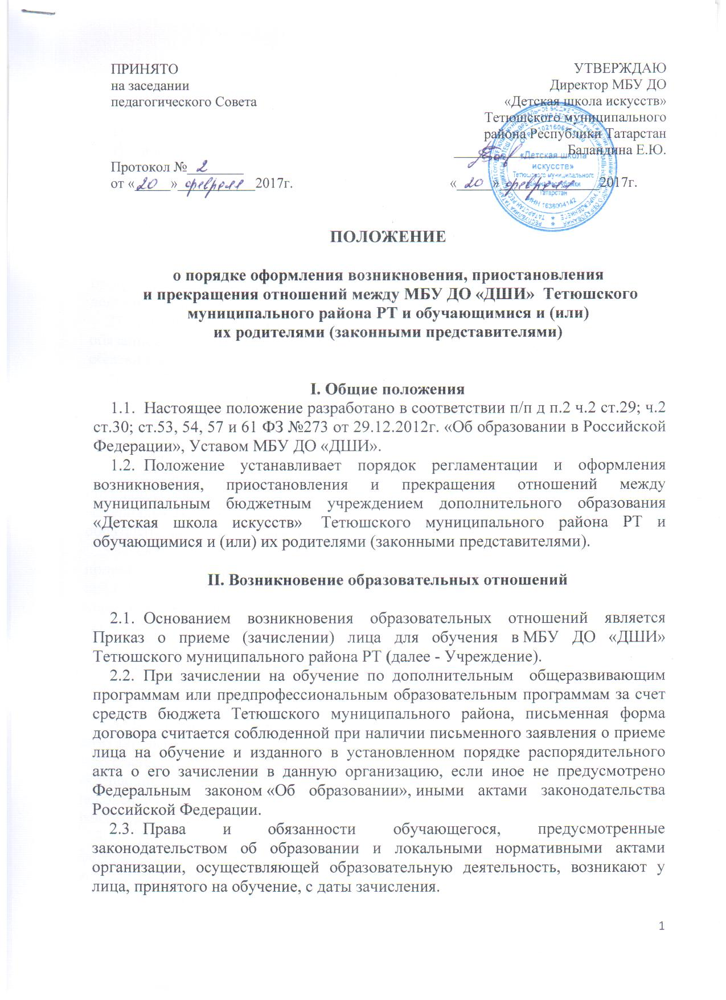 ПРИНЯТО
на заседании
педагогического Совета
Протокол № 2
от «20» февраля 2017г.
УТВЕРЖДАЮ
Директор МБУ ДО
«Детская школа искусств»
Тетюшского муниципального
района Республики Татарстан
Баландина Е.Ю.
«20» февраля 2017г.
«Детская школа
искусств»
Тетюшского муниципального
района Республики
Татарстан
ИНН 1638004142
ПОЛОЖЕНИЕ
о порядке оформления возникновения, приостановления
и прекращения отношений между МБУ ДО «ДШИ» Тетюшского
муниципального района РТ и обучающимися и (или)
их родителями (законными представителями)
I. Общие положения
1.1. Настоящее положение разработано в соответствии п/п д п.2 ч.2 ст.29; ч.2
ст.30; ст.53, 54, 57 и 61 ФЗ №273 от 29.12.2012г. «Об образовании в Российской
Федерации», Уставом МБУ ДО «ДШИ».
1.2. Положение устанавливает порядок регламентации и оформления
возникновения, приостановления и прекращения отношений между
муниципальным бюджетным учреждением дополнительного образования
«Детская школа искусств» Тетюшского муниципального района РТ и
обучающимися и (или) их родителями (законными представителями).
II. Возникновение образовательных отношений
2.1. Основанием возникновения образовательных отношений является
Приказ о приеме (зачислении) лица для обучения в МБУ ДО «ДШИ»
Тетюшского муниципального района РТ (далее - Учреждение).
2.2. При зачислении на обучение по дополнительным общеразвивающим
программам или предпрофессиональным образовательным программам за счет
средств бюджета Тетюшского муниципального района, письменная форма
договора считается соблюденной при наличии письменного заявления о приеме
лица на обучение и изданного в установленном порядке распорядительного
акта о его зачислении в данную организацию, если иное не предусмотрено
Федеральным законом «Об образовании», иными актами законодательства
Российской Федерации.
2.3. Права и обязанности обучающегося, предусмотренные
законодательством об образовании и локальными нормативными актами
организации, осуществляющей образовательную деятельность, возникают у
лица, принятого на обучение, с даты зачисления.
1